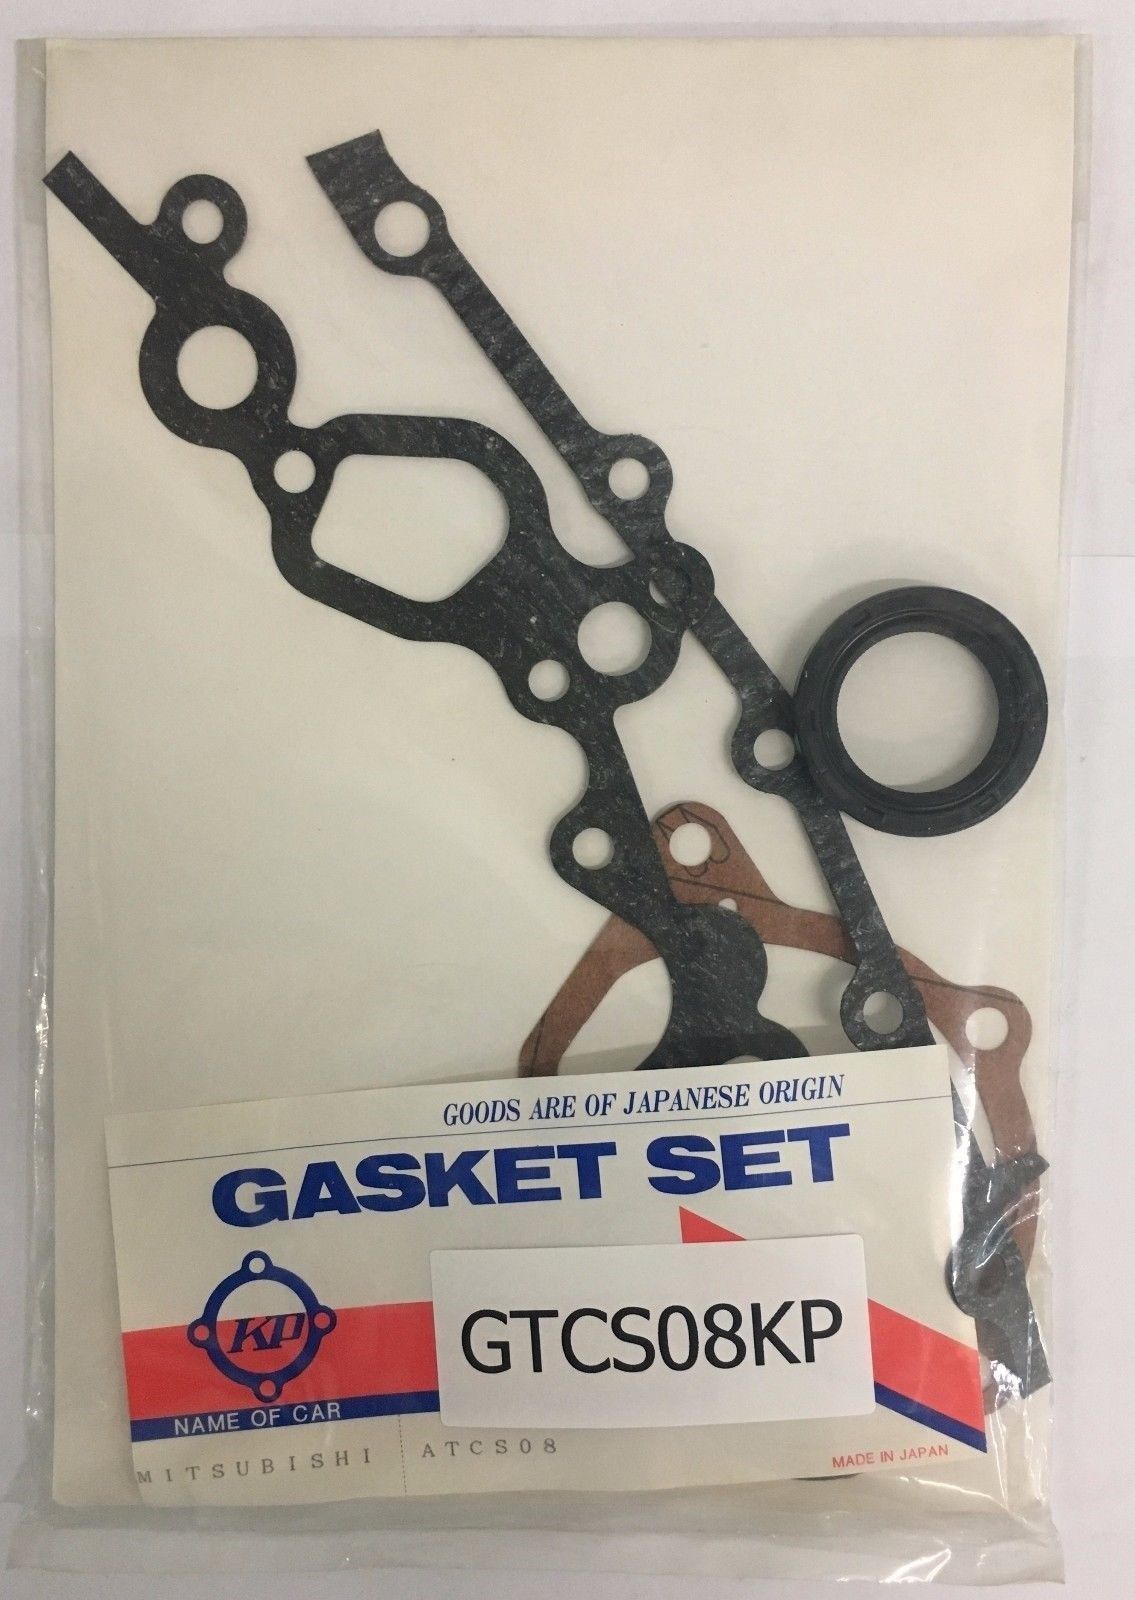 GOODS ARE OF JAPANESE ORIGIN
GASKET SET
KP
GTCS08KP
NAME OF CAR
MITSUBISHI ATCS08
MADE IN JAPAN